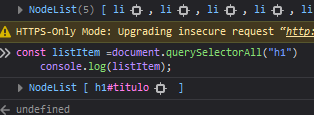 NodeList(5) [ li , li , li , li , li
HTTPS-Only Mode: Upgrading insecure request “http:
const listItem =document.querySelectorAll("h1")
console.log(listItem);
NodeList [ h1#titulo ]
undefined